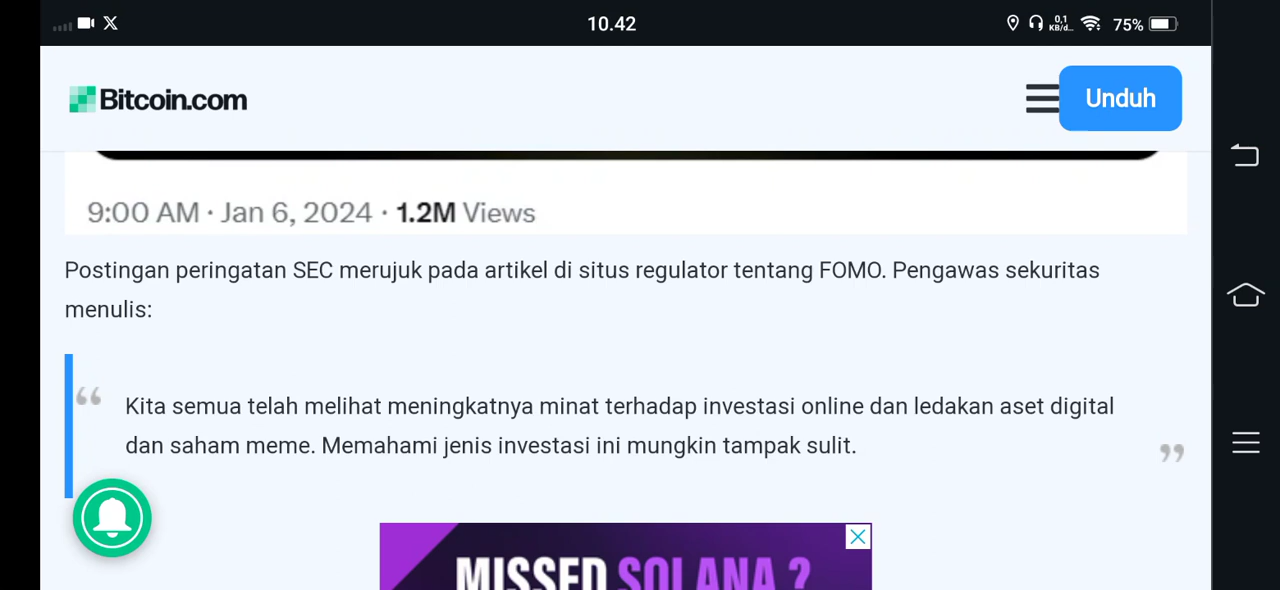 10.42
0,1
KB/d...
75%
Bitcoin.com
Unduh
9:00 AM · Jan 6, 2024 · 1.2M Views
Postingan peringatan SEC merujuk pada artikel di situs regulator tentang FOMO. Pengawas sekuritas
menulis:
“
Kita semua telah melihat meningkatnya minat terhadap investasi online dan ledakan aset digital
dan saham meme. Memahami jenis investasi ini mungkin tampak sulit.
”
MISSED SOLANA ?